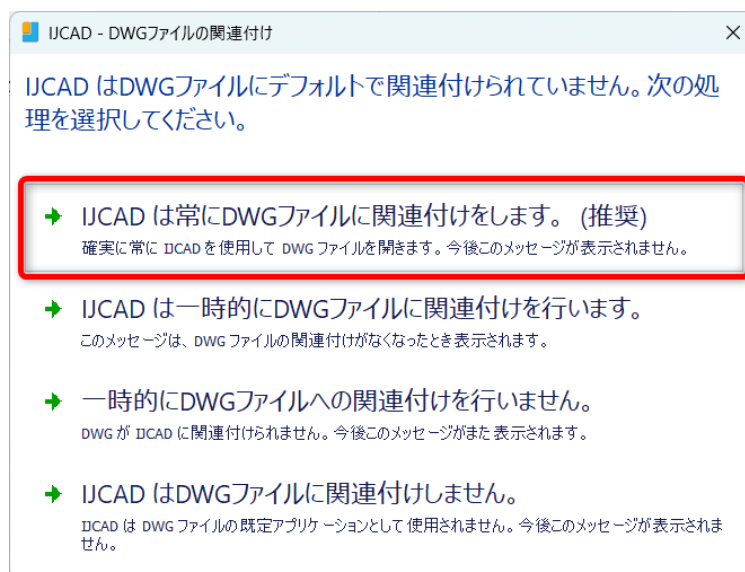 IJCAD - DWGファイルの関連付け
IJCAD はDWGファイルにデフォルトで関連付けられていません。次の処
理を選択してください。
IJCAD は常にDWGファイルに関連付けをします。 (推奨)
確実に常に IJCAD を使用して DWG ファイルを開きます。今後このメッセージが表示されません。
IJCAD は一時的にDWGファイルに関連付けを行います。
このメッセージは、DWG ファイルの関連付けがなくなったとき表示されます。
一時的にDWGファイルへの関連付けを行いません。
DWG が IJCAD に関連付けられません。今後このメッセージがまた表示されます。
IJCAD はDWGファイルに関連付けしません。
IJCAD は DWG ファイルの既定アプリケーションとして使用されません。今後このメッセージが表示されま
せん。